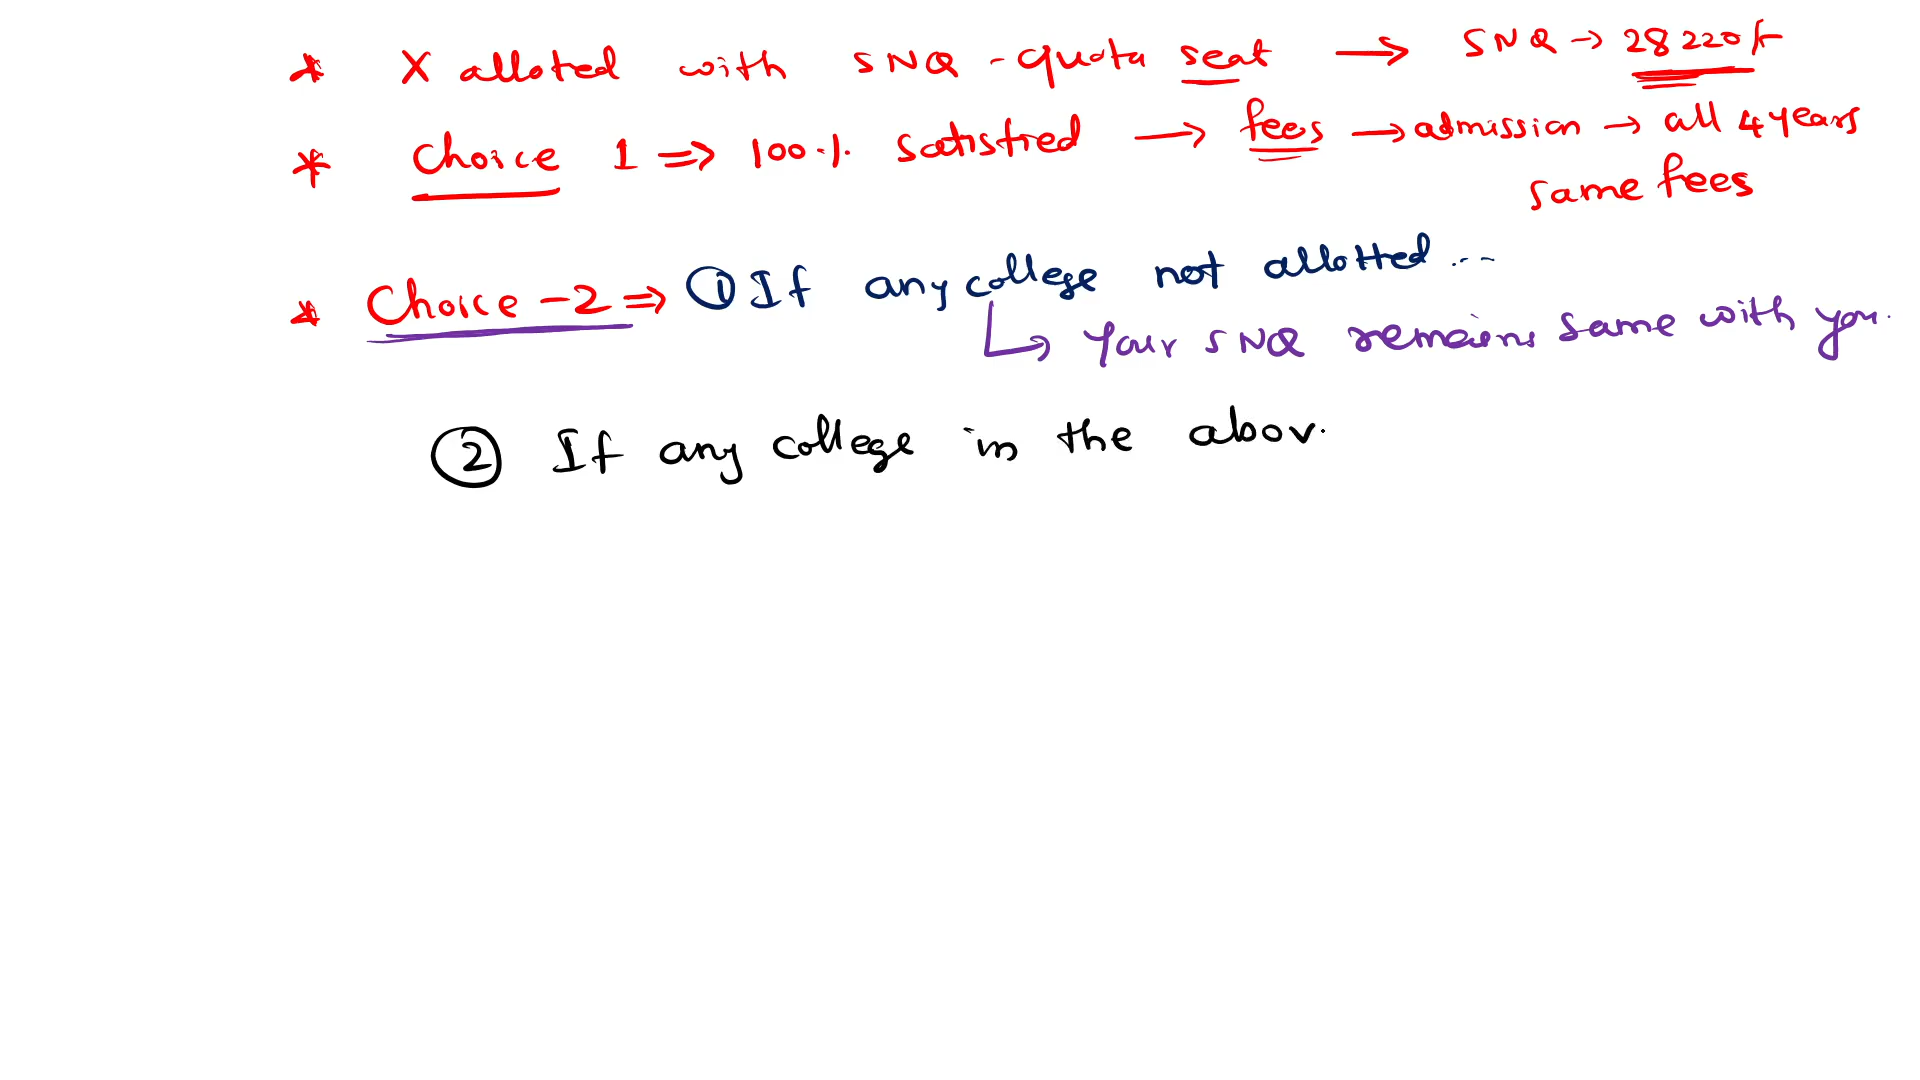 * X alloted with SNQ - quota seat → SNQ → 28220/-
* Choice 1 ⇒ 100% satisfied → fees → admission → all 4 years
same fees
* Choice - 2 ⇒ ① If any college not allotted ...
↳ Your SNQ remains same with you.
② If any college in the abov.